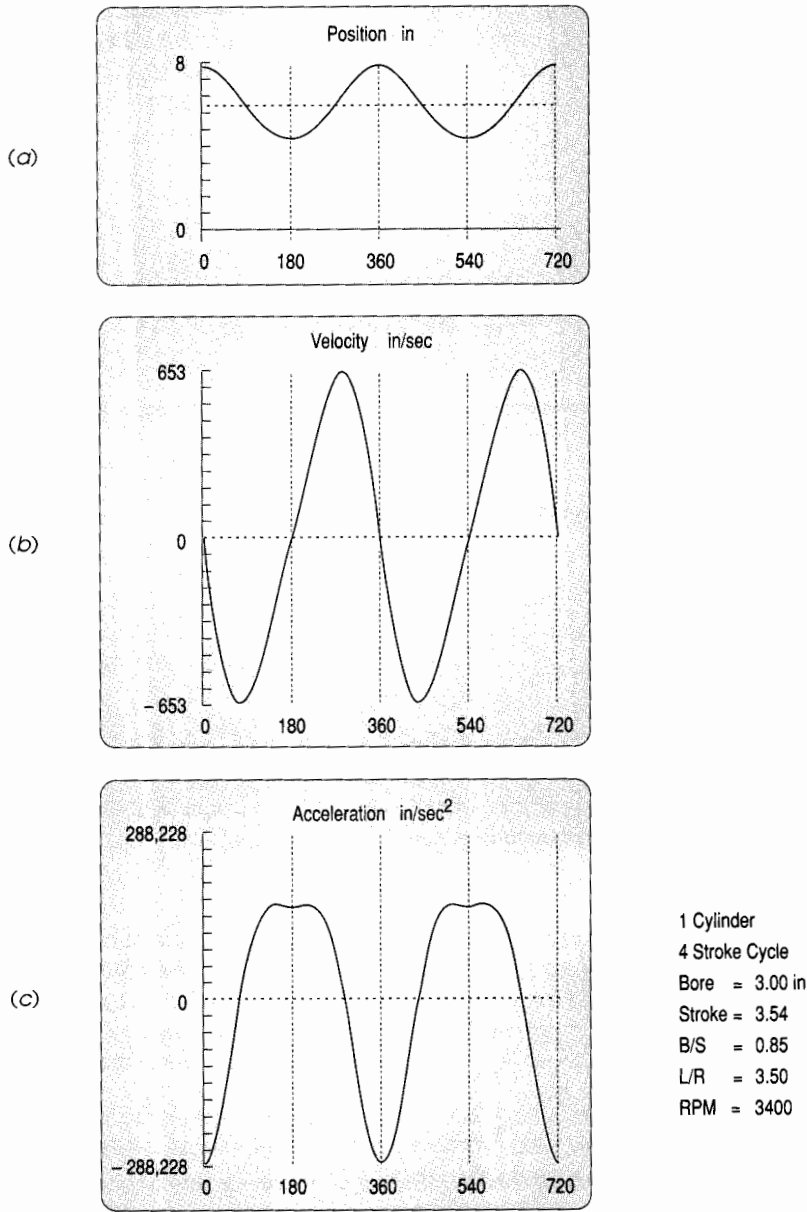 Position in
8
(a)
0
0 180 360 540 720
Velocity in/sec
653
(b)
0
– 653
0 180 360 540 720
Acceleration in/sec²
288,228
(c)
0
– 288,228
0 180 360 540 720
1 Cylinder
4 Stroke Cycle
Bore = 3.00 in
Stroke = 3.54
B/S = 0.85
L/R = 3.50
RPM = 3400